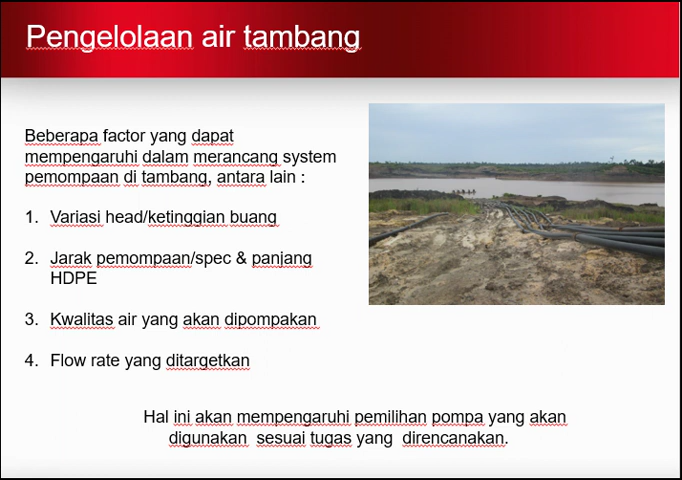 Pengelolaan air tambang
Beberapa factor yang dapat
mempengaruhi dalam merancang system
pemompaan di tambang, antara lain :
1. Variasi head/ketinggian buang
2. Jarak pemompaan/spec & panjang
HDPE
3. Kwalitas air yang akan dipompakan
4. Flow rate yang ditargetkan
Hal ini akan mempengaruhi pemilihan pompa yang akan
digunakan sesuai tugas yang direncanakan.